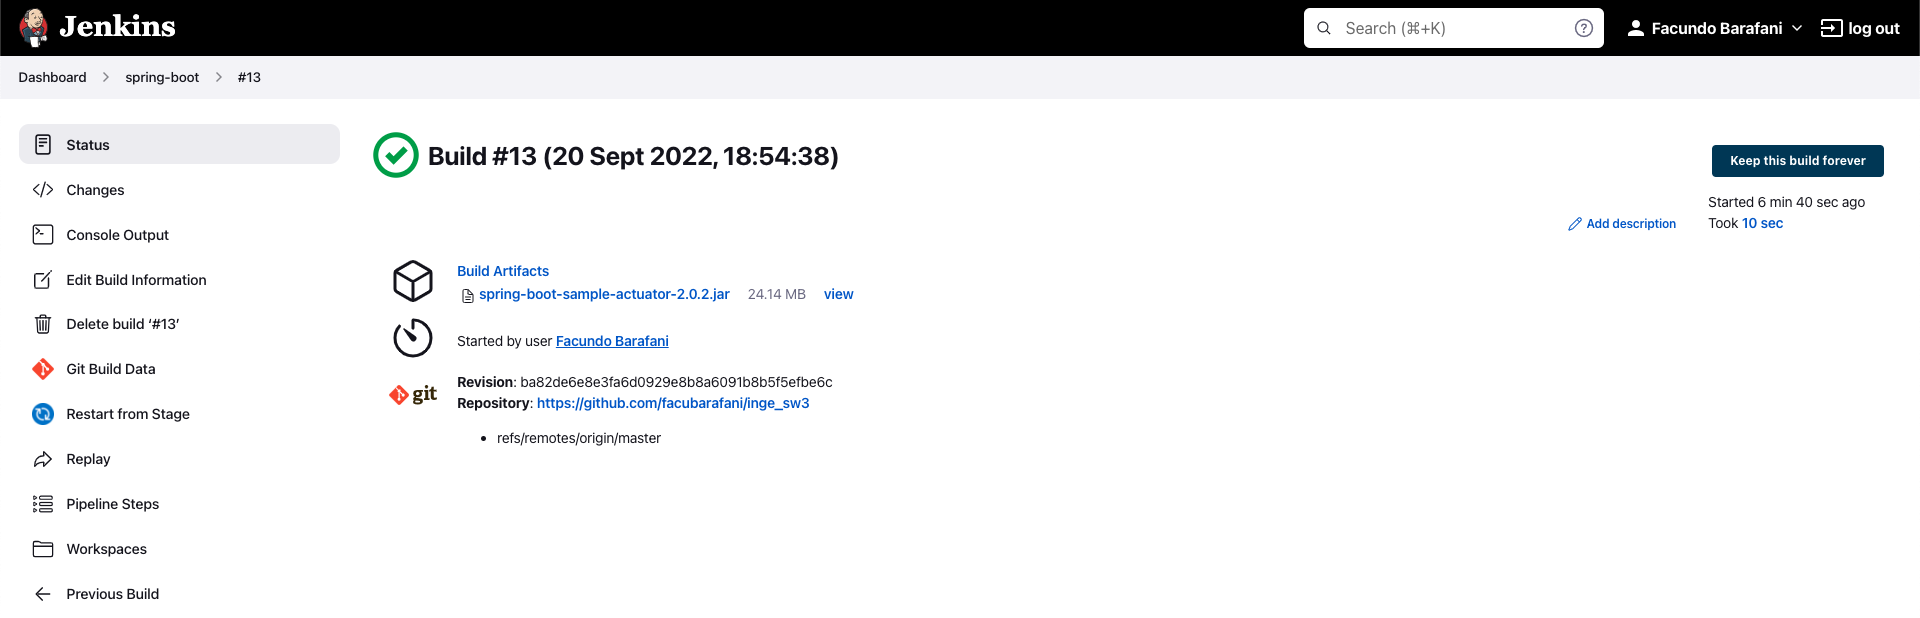 Jenkins
Search (⌘+K)
Facundo Barafani
log out
Dashboard
spring-boot
#13
Status
Changes
Console Output
Edit Build Information
Delete build ‘#13’
Git Build Data
Restart from Stage
Replay
Pipeline Steps
Workspaces
Previous Build
Build #13 (20 Sept 2022, 18:54:38)
Keep this build forever
Started 6 min 40 sec ago
Took 10 sec
Add description
Build Artifacts
spring-boot-sample-actuator-2.0.2.jar 24.14 MB view
Started by user Facundo Barafani
git
Revision: ba82de6e8e3fa6d0929e8b8a6091b8b5f5efbe6c
Repository: https://github.com/facubarafani/inge_sw3
• refs/remotes/origin/master